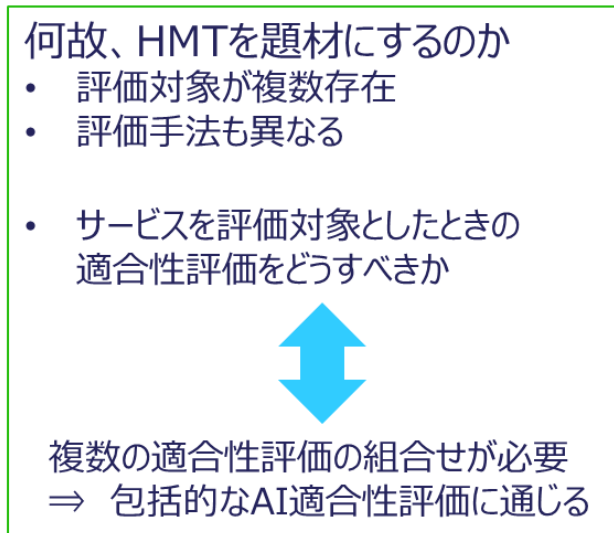 何故、HMTを題材にするのか
• 評価対象が複数存在
• 評価手法も異なる
• サービスを評価対象としたときの
適合性評価をどうすべきか
複数の適合性評価の組合せが必要
⇒ 包括的なAI適合性評価に通じる